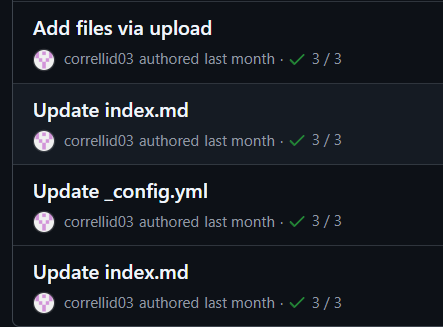 Add files via upload
correllid03 authored last month · ✓ 3 / 3
Update index.md
correllid03 authored last month · ✓ 3 / 3
Update _config.yml
correllid03 authored last month · ✓ 3 / 3
Update index.md
correllid03 authored last month · ✓ 3 / 3